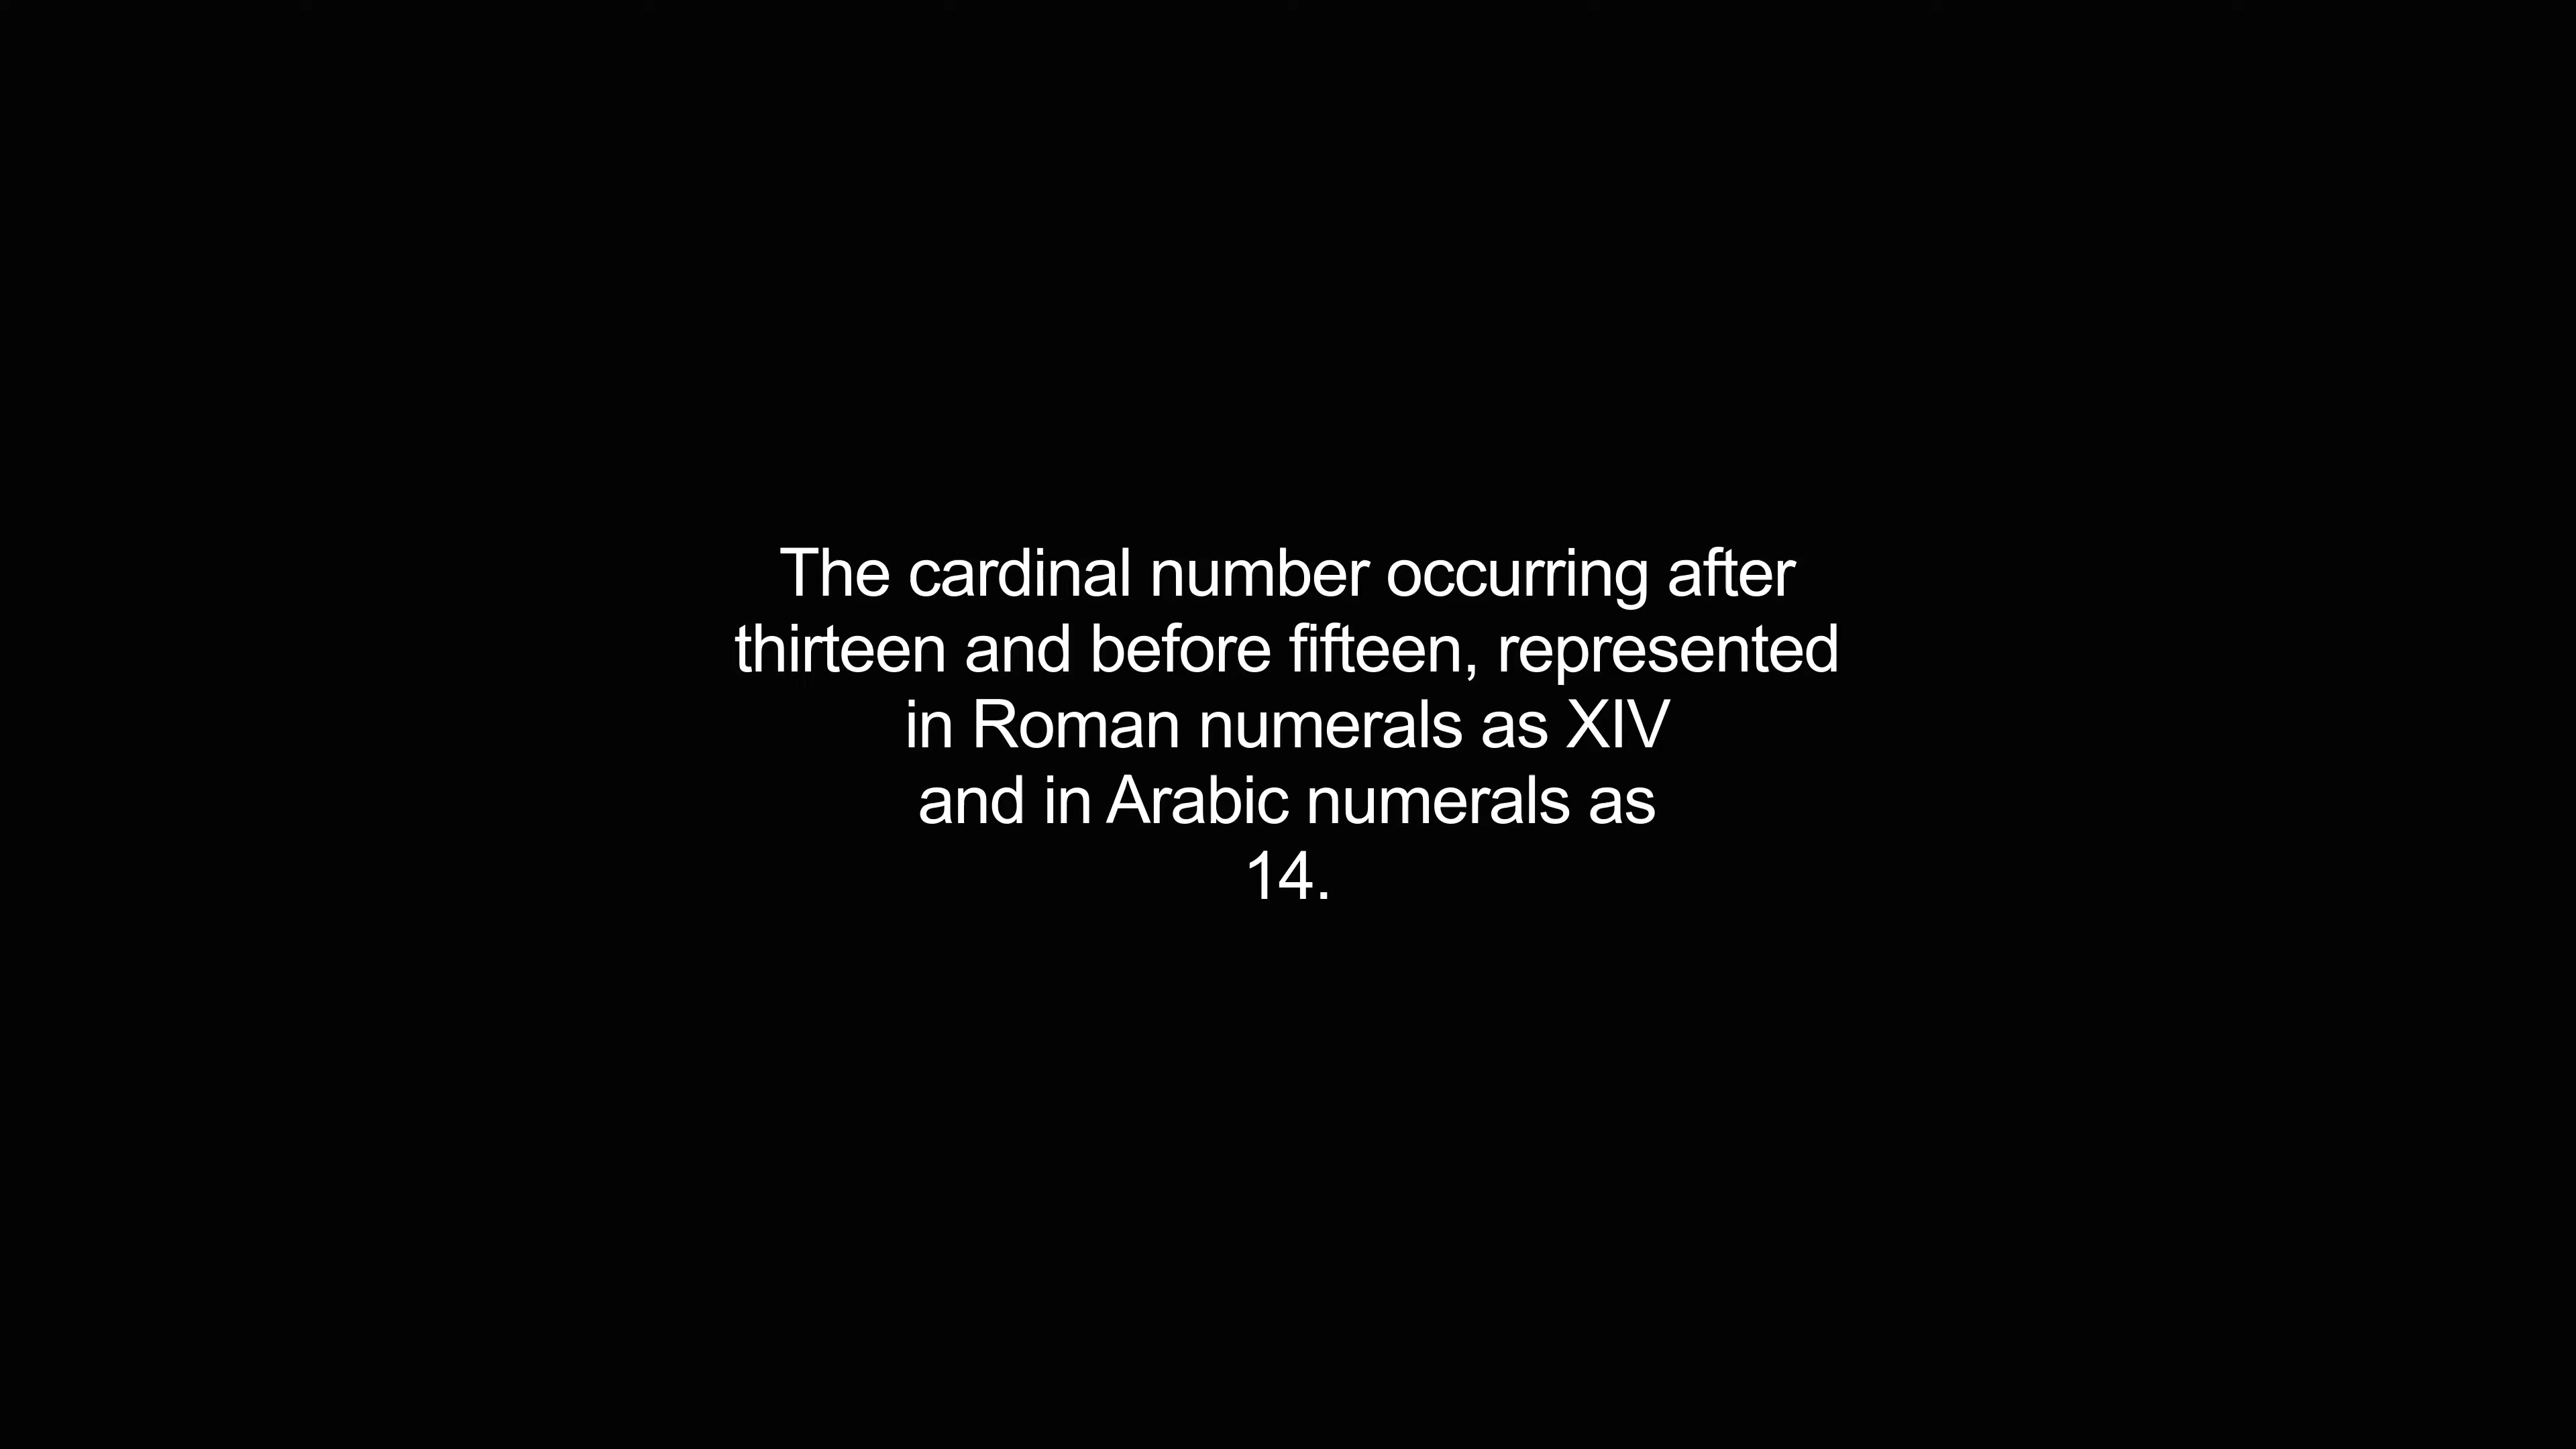 The cardinal number occurring after
thirteen and before fifteen, represented
in Roman numerals as XIV
and in Arabic numerals as
14.